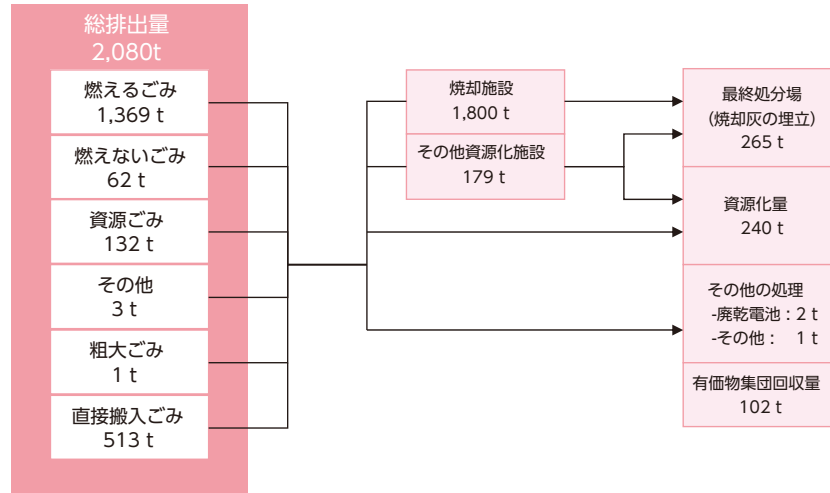 総排出量
2,080t
燃えるごみ
1,369 t
燃えないごみ
62 t
資源ごみ
132 t
その他
3 t
粗大ごみ
1 t
直接搬入ごみ
513 t
焼却施設
1,800 t
その他資源化施設
179 t
最終処分場
（焼却灰の埋立）
265 t
資源化量
240 t
その他の処理
-廃乾電池：2 t
-その他： 1 t
有価物集団回収量
102 t